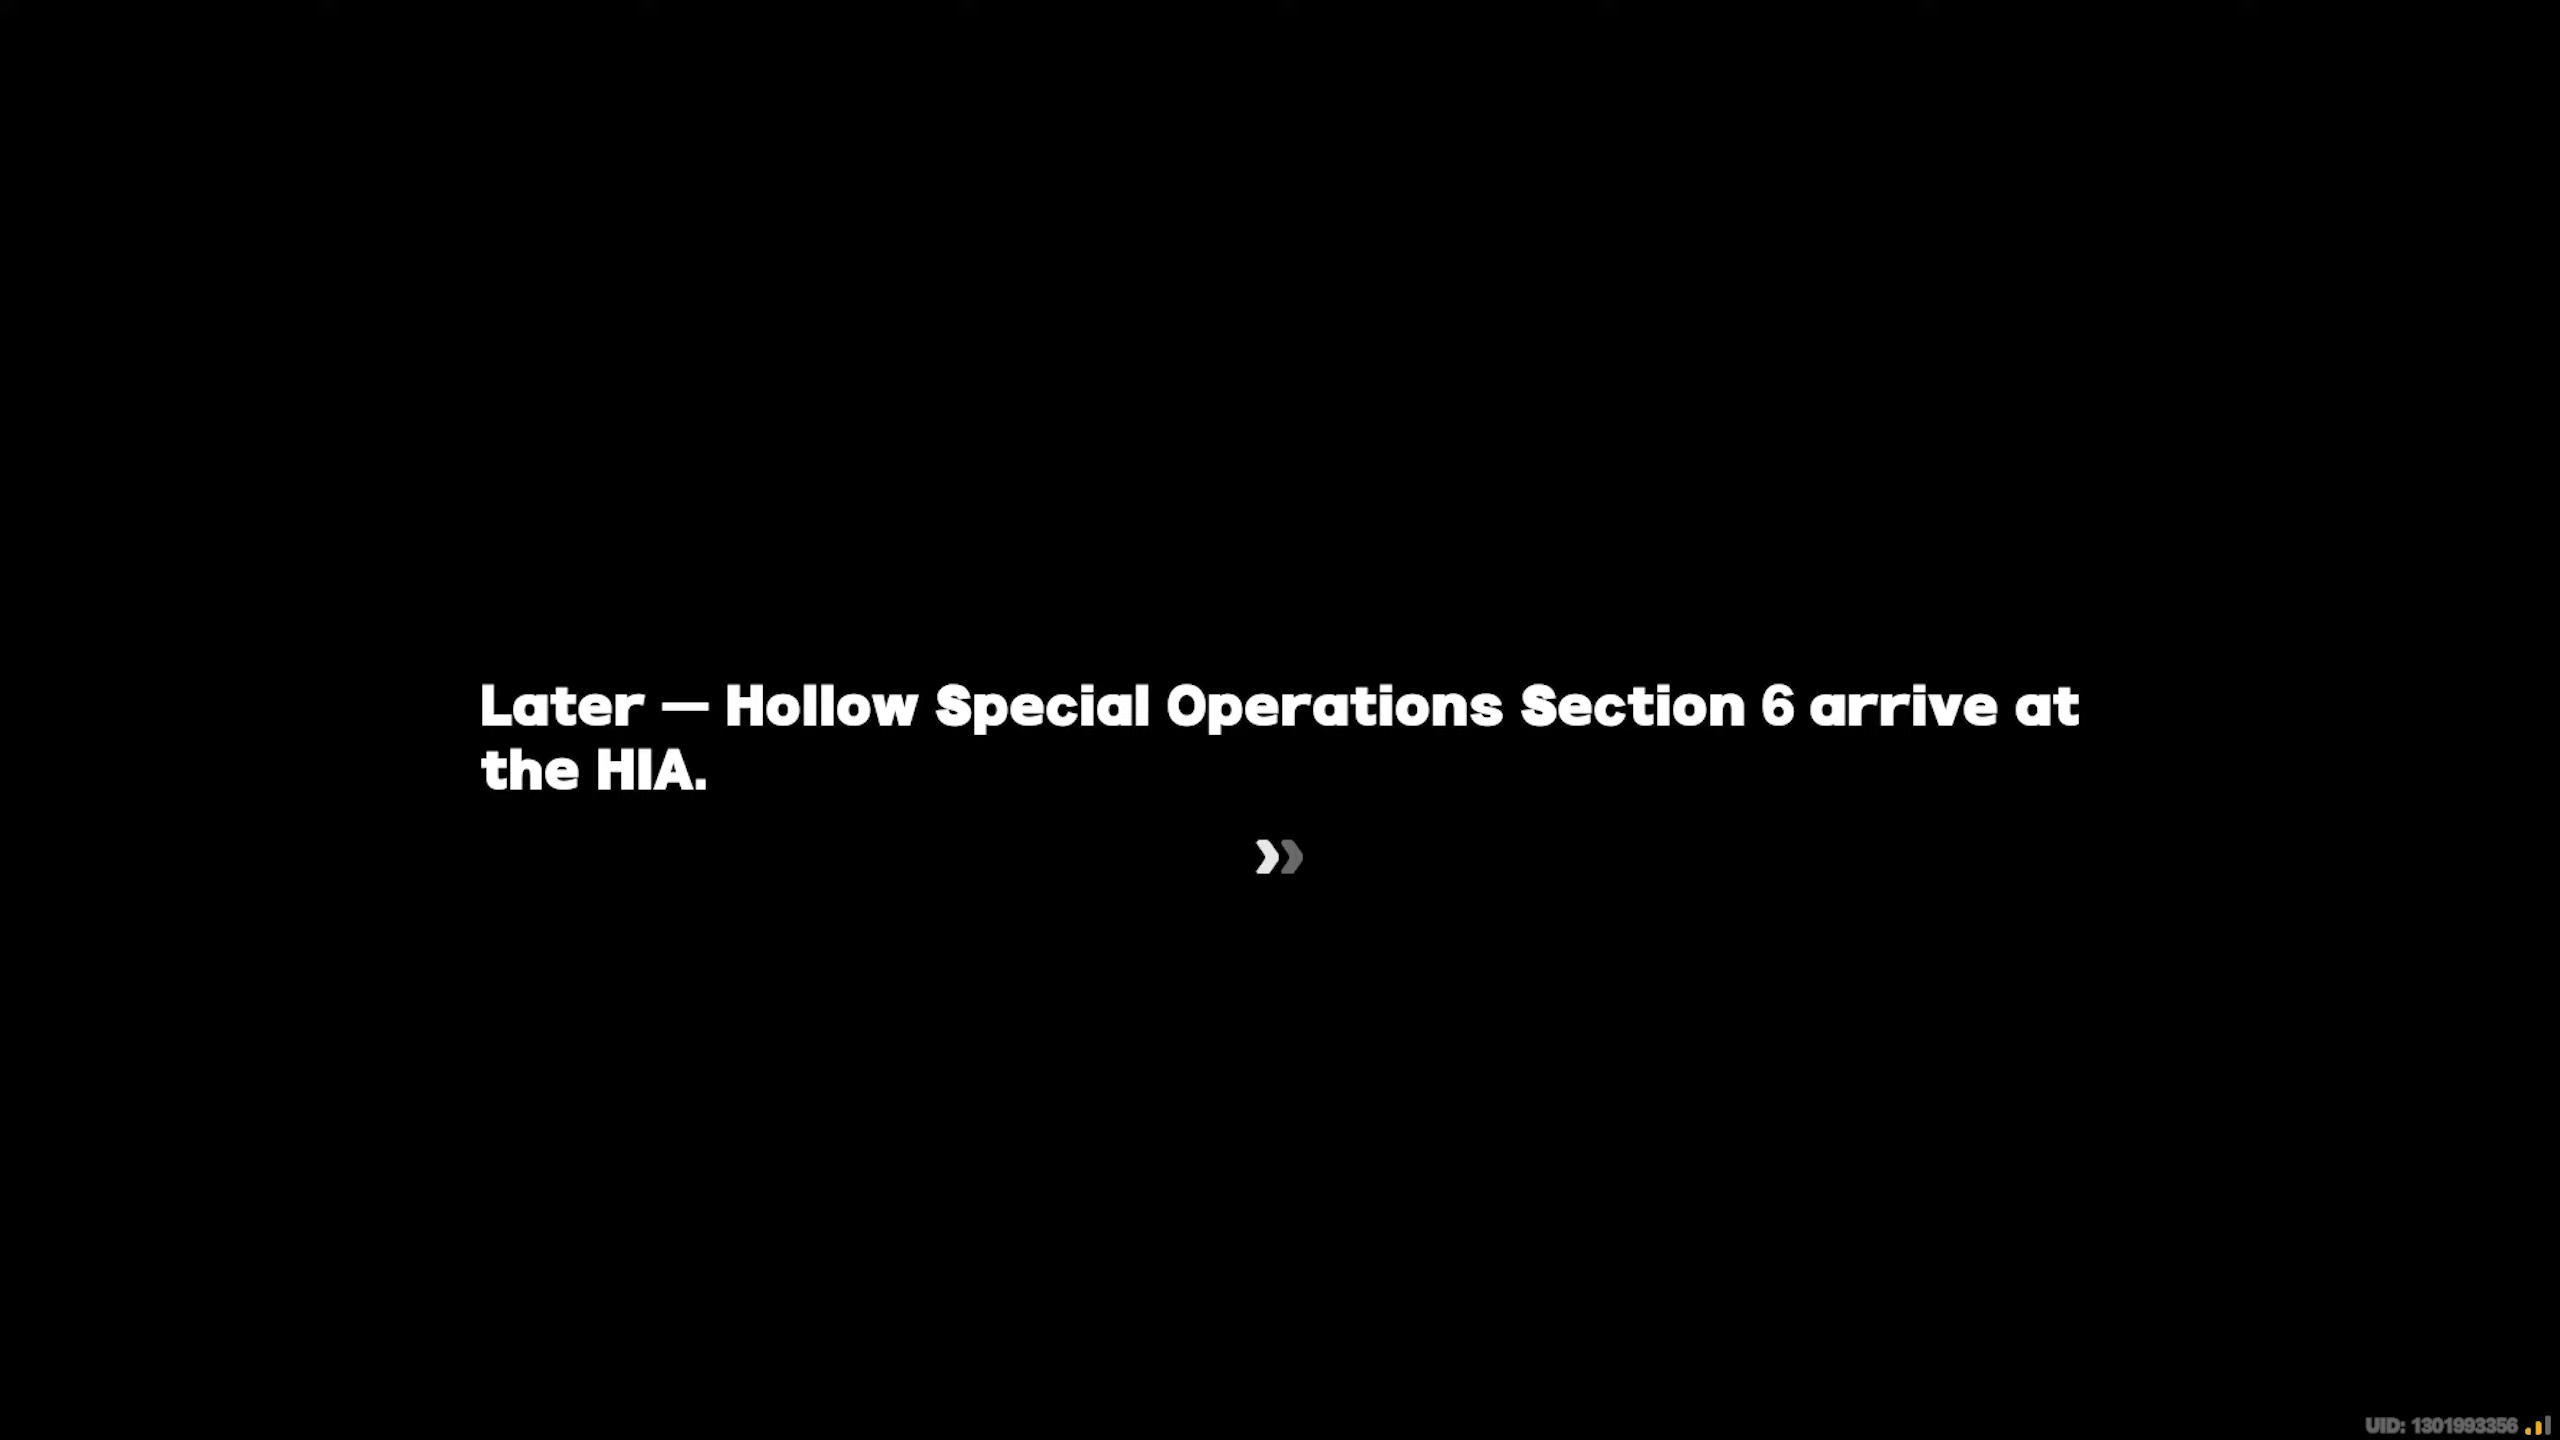 Later — Hollow Special Operations Section 6 arrive at
the HIA.
UID: 1301993356